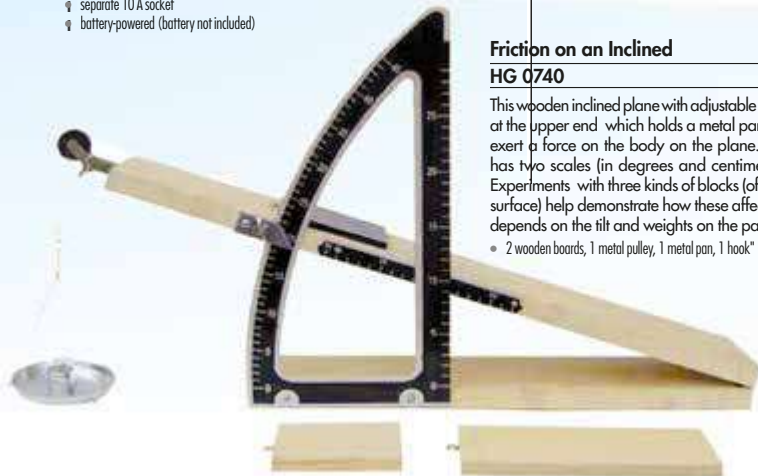 separate 10 A socket
battery-powered (battery not included)
Friction on an Inclined
HG 0740
This wooden inclined plane with adjustable
at the upper end which holds a metal pan
exert a force on the body on the plane.
has two scales (in degrees and centime
Experiments with three kinds of blocks (of
surface) help demonstrate how these affe
depends on the tilt and weights on the pa
2 wooden boards, 1 metal pulley, 1 metal pan, 1 hook"